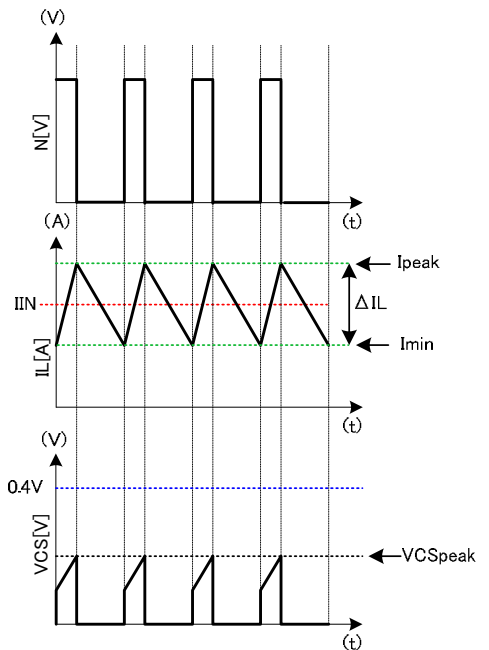 (V)
N[V]
(t)
(A)
Ipeak
IIN
ΔIL
Imin
IL[A]
(t)
(V)
0.4V
VCS[V]
VCSpeak
(t)